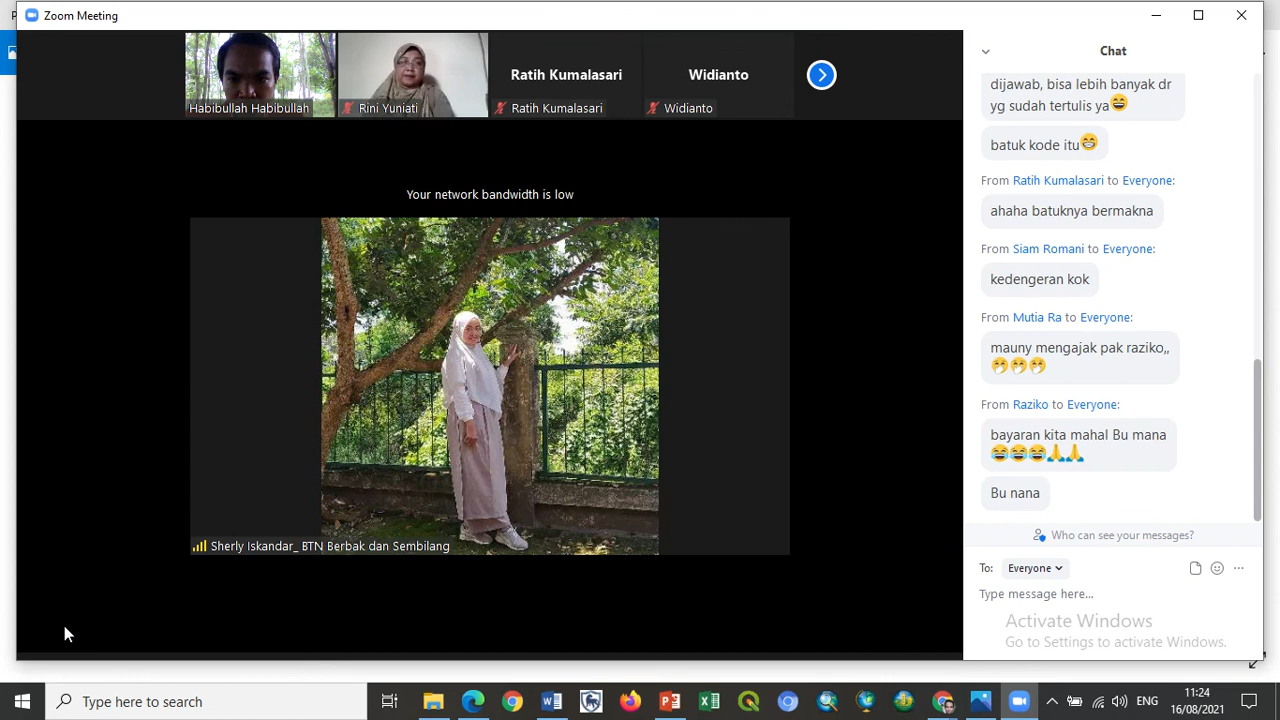 Zoom Meeting
Habibullah Habibullah
Rini Yuniati
Ratih Kumalasari
Ratih Kumalasari
Widianto
Widianto
Your network bandwidth is low
Sherly Iskandar_ BTN Berbak dan Sembilang
Chat
dijawab, bisa lebih banyak dr
yg sudah tertulis ya😄
batuk kode itu😁
From Ratih Kumalasari to Everyone:
ahaha batuknya bermakna
From Siam Romani to Everyone:
kedengeran kok
From Mutia Ra to Everyone:
mauny mengajak pak raziko,,
🤭🤭🤭
From Raziko to Everyone:
bayaran kita mahal Bu mana
😂😂😂🙏🙏
Bu nana
Who can see your messages?
To: Everyone
Type message here...
Activate Windows
Go to Settings to activate Windows.
Type here to search
ENG
11:24
16/08/2021